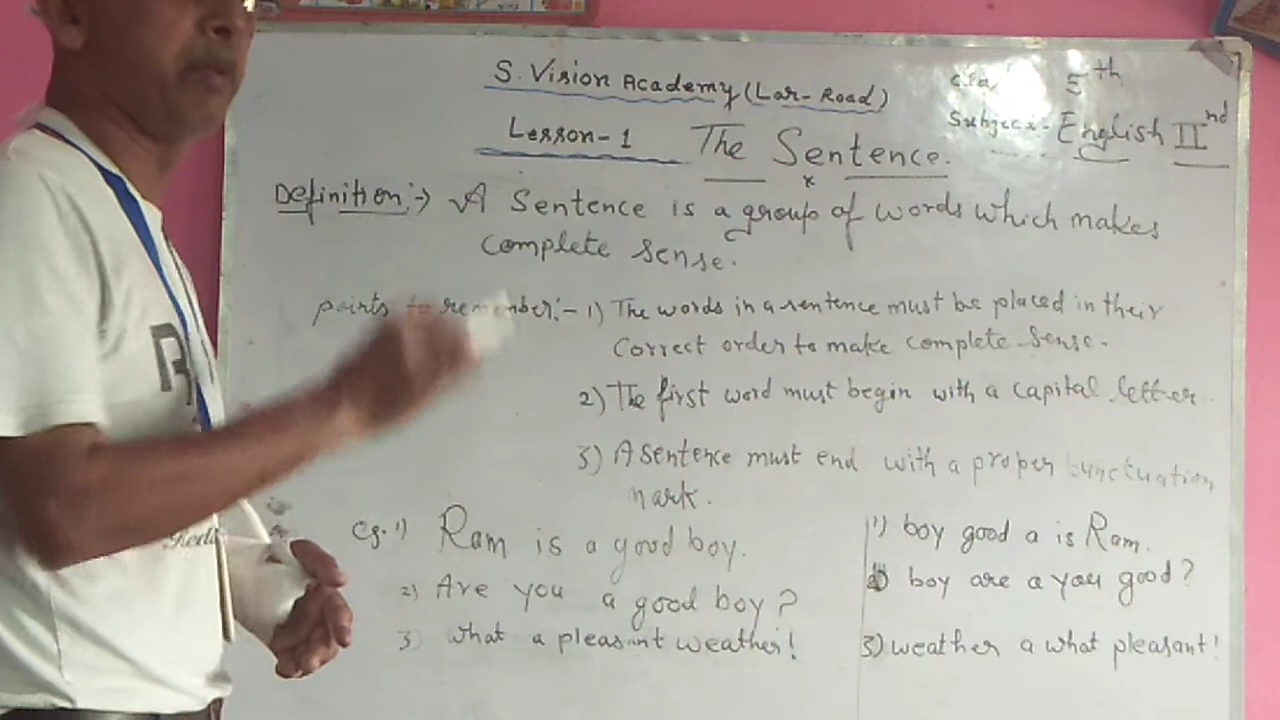 S. Vision Academy (Lar-Road)
5th
Subject:- English IInd
Lesson-1 The Sentence.
Definition:-> A Sentence is a group of words which makes
complete sense.
points to remember:- 1) The words in a sentence must be placed in their
Correct order to make complete sense.
2) The first word must begin with a capital letter.
3) A sentence must end with a proper punctuation
mark.
eg. 1) Ram is a good boy.
2) Are you a good boy?
3) What a pleasant weather!
1) boy good a is Ram.
boy are a you good?
3) weather a what pleasant!